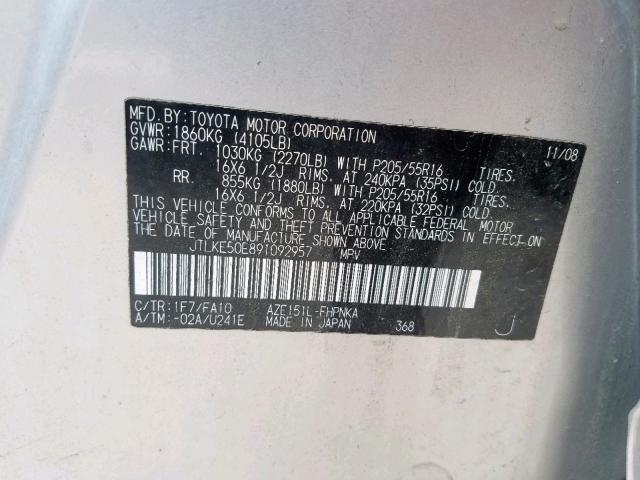 MFD.BY:TOYOTA MOTOR CORPORATION 11/08
GVWR:1860KG (4105LB)
GAWR:FRT. 1030KG (2270LB) WITH P205/55R16 TIRES.
16X6 1/2J RIMS. AT 240KPA (35PSI) COLD.
RR. 855KG (1880LB) WITH P205/55R16 TIRES.
16X6 1/2J RIMS. AT 220KPA (32PSI) COLD.
THIS VEHICLE CONFORMS TO ALL APPLICABLE FEDERAL MOTOR
VEHICLE SAFETY AND THEFT PREVENTION STANDARDS IN EFFECT ON
THE DATE OF MANUFACTURE SHOWN ABOVE.
JTLKE50E891092957 MPV
C/TR:1F7/FA10 AZE151L-FHPNKA
A/TM:-02A/U241E MADE IN JAPAN 368 J